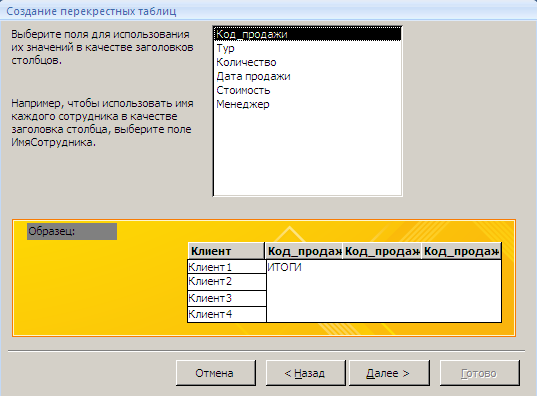 Создание перекрестных таблиц
Выберите поля для использования
их значений в качестве заголовков
столбцов.
Например, чтобы использовать имя
каждого сотрудника в качестве
заголовка столбца, выберите поле
ИмяСотрудника.
Код_продажи
Тур
Количество
Дата продажи
Стоимость
Менеджер
Образец:
Клиент Код_продаж Код_продаж Код_продаж
Клиент1 ИТОГИ
Клиент2
Клиент3
Клиент4
Отмена < Назад Далее > Готово